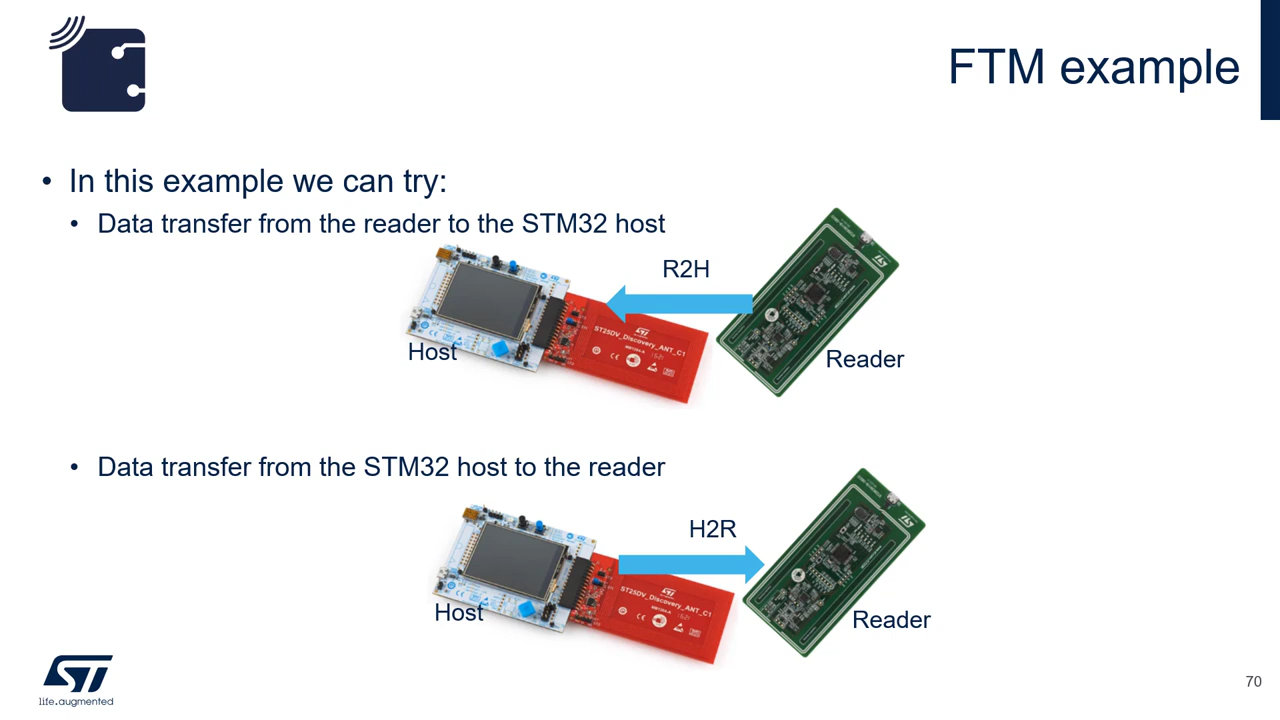 FTM example
• In this example we can try:
• Data transfer from the reader to the STM32 host
R2H
ST25DV_Discovery_ANT_C1
Host
Reader
• Data transfer from the STM32 host to the reader
H2R
ST25DV_Discovery_ANT_C1
Host
Reader
ST
life.augmented
70